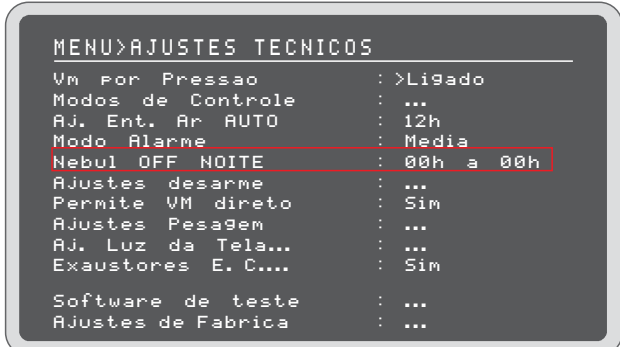 MENU>AJUSTES TECNICOS
Vm por Pressao : >Ligado
Modos de Controle : ...
Aj. Ent. Ar AUTO : 12h
Modo Alarme : Media
Nebul OFF NOITE : 00h a 00h
Ajustes desarme : ...
Permite VM direto : Sim
Ajustes Pesagem : ...
Aj. Luz da Tela... : ...
Exaustores E. C.... : Sim
Software de teste : ...
Ajustes de Fabrica : ...